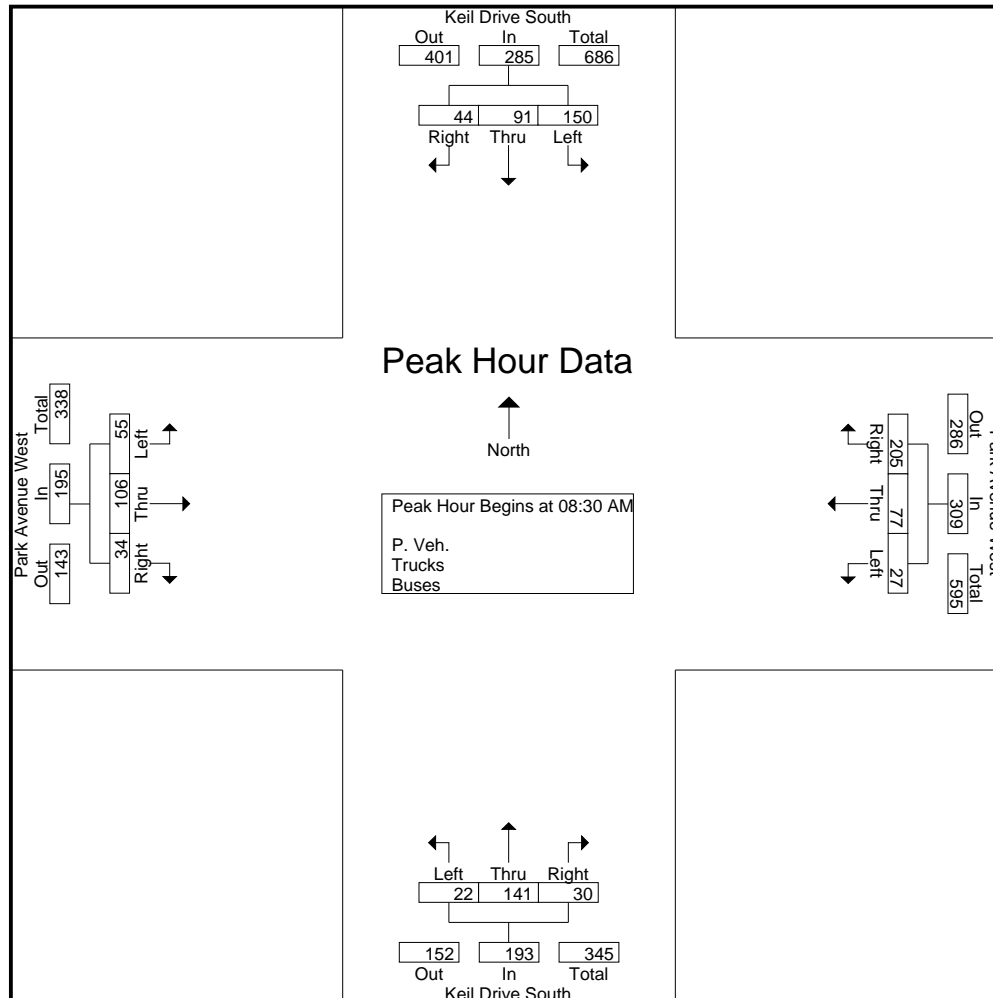 Keil Drive South
Out In Total
401 285 686
44 91 150
Right Thru Left
Peak Hour Data
North
Peak Hour Begins at 08:30 AM
P. Veh.
Trucks
Buses
Park Avenue West
Total In Out
338 195 143
55 106 34
Left Thru Right
Out In Total
286 309 595
205 77 27
Right Thru Left
Left Thru Right
22 141 30
152 193 345
Out In Total
Keil Drive South